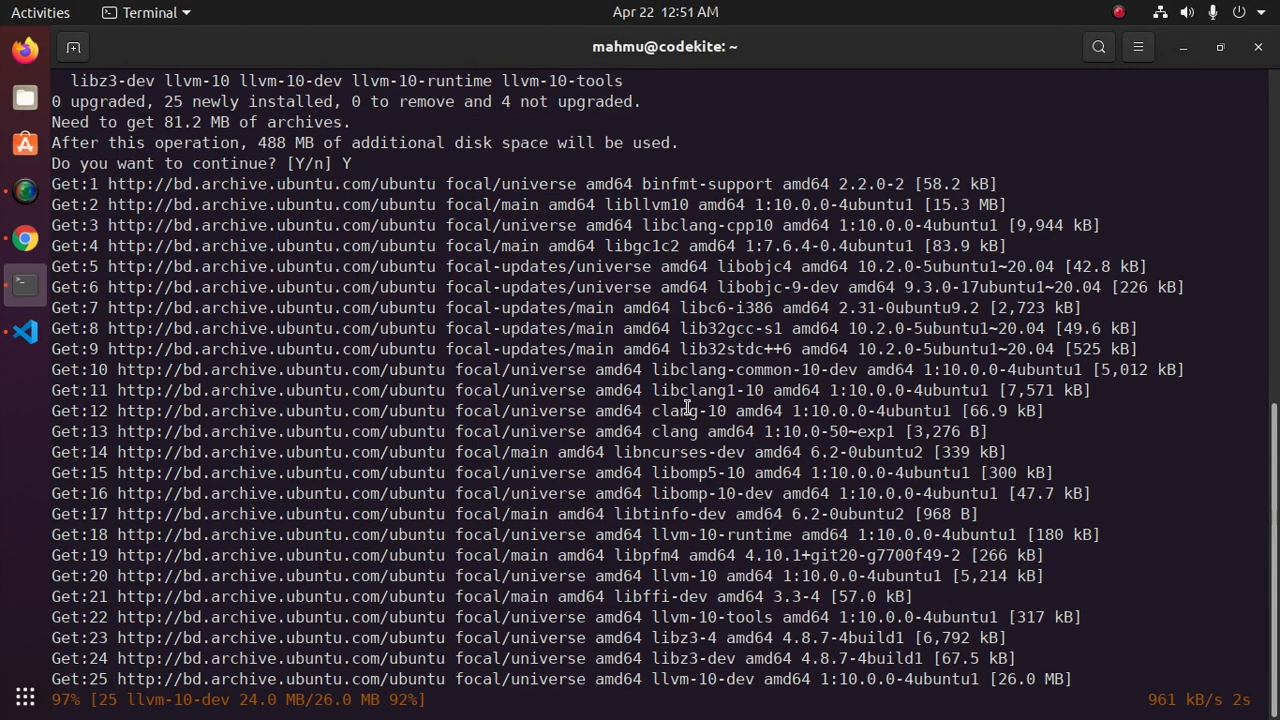 Activities
Terminal
Apr 22 12:51 AM
mahmu@codekite: ~
libz3-dev llvm-10 llvm-10-dev llvm-10-runtime llvm-10-tools
0 upgraded, 25 newly installed, 0 to remove and 4 not upgraded.
Need to get 81.2 MB of archives.
After this operation, 488 MB of additional disk space will be used.
Do you want to continue? [Y/n] Y
Get:1 http://bd.archive.ubuntu.com/ubuntu focal/universe amd64 binfmt-support amd64 2.2.0-2 [58.2 kB]
Get:2 http://bd.archive.ubuntu.com/ubuntu focal/main amd64 libllvm10 amd64 1:10.0.0-4ubuntu1 [15.3 MB]
Get:3 http://bd.archive.ubuntu.com/ubuntu focal/universe amd64 libclang-cpp10 amd64 1:10.0.0-4ubuntu1 [9,944 kB]
Get:4 http://bd.archive.ubuntu.com/ubuntu focal/main amd64 libgc1c2 amd64 1:7.6.4-0.4ubuntu1 [83.9 kB]
Get:5 http://bd.archive.ubuntu.com/ubuntu focal-updates/universe amd64 libobjc4 amd64 10.2.0-5ubuntu1~20.04 [42.8 kB]
Get:6 http://bd.archive.ubuntu.com/ubuntu focal-updates/universe amd64 libobjc-9-dev amd64 9.3.0-17ubuntu1~20.04 [226 kB]
Get:7 http://bd.archive.ubuntu.com/ubuntu focal-updates/main amd64 libc6-i386 amd64 2.31-0ubuntu9.2 [2,723 kB]
Get:8 http://bd.archive.ubuntu.com/ubuntu focal-updates/main amd64 lib32gcc-s1 amd64 10.2.0-5ubuntu1~20.04 [49.6 kB]
Get:9 http://bd.archive.ubuntu.com/ubuntu focal-updates/main amd64 lib32stdc++6 amd64 10.2.0-5ubuntu1~20.04 [525 kB]
Get:10 http://bd.archive.ubuntu.com/ubuntu focal/universe amd64 libclang-common-10-dev amd64 1:10.0.0-4ubuntu1 [5,012 kB]
Get:11 http://bd.archive.ubuntu.com/ubuntu focal/universe amd64 libclang1-10 amd64 1:10.0.0-4ubuntu1 [7,571 kB]
Get:12 http://bd.archive.ubuntu.com/ubuntu focal/universe amd64 clang-10 amd64 1:10.0.0-4ubuntu1 [66.9 kB]
Get:13 http://bd.archive.ubuntu.com/ubuntu focal/universe amd64 clang amd64 1:10.0-50~exp1 [3,276 B]
Get:14 http://bd.archive.ubuntu.com/ubuntu focal/main amd64 libncurses-dev amd64 6.2-0ubuntu2 [339 kB]
Get:15 http://bd.archive.ubuntu.com/ubuntu focal/universe amd64 libomp5-10 amd64 1:10.0.0-4ubuntu1 [300 kB]
Get:16 http://bd.archive.ubuntu.com/ubuntu focal/universe amd64 libomp-10-dev amd64 1:10.0.0-4ubuntu1 [47.7 kB]
Get:17 http://bd.archive.ubuntu.com/ubuntu focal/main amd64 libtinfo-dev amd64 6.2-0ubuntu2 [968 B]
Get:18 http://bd.archive.ubuntu.com/ubuntu focal/universe amd64 llvm-10-runtime amd64 1:10.0.0-4ubuntu1 [180 kB]
Get:19 http://bd.archive.ubuntu.com/ubuntu focal/main amd64 libpfm4 amd64 4.10.1+git20-g7700f49-2 [266 kB]
Get:20 http://bd.archive.ubuntu.com/ubuntu focal/universe amd64 llvm-10 amd64 1:10.0.0-4ubuntu1 [5,214 kB]
Get:21 http://bd.archive.ubuntu.com/ubuntu focal/main amd64 libffi-dev amd64 3.3-4 [57.0 kB]
Get:22 http://bd.archive.ubuntu.com/ubuntu focal/universe amd64 llvm-10-tools amd64 1:10.0.0-4ubuntu1 [317 kB]
Get:23 http://bd.archive.ubuntu.com/ubuntu focal/universe amd64 libz3-4 amd64 4.8.7-4build1 [6,792 kB]
Get:24 http://bd.archive.ubuntu.com/ubuntu focal/universe amd64 libz3-dev amd64 4.8.7-4build1 [67.5 kB]
Get:25 http://bd.archive.ubuntu.com/ubuntu focal/universe amd64 llvm-10-dev amd64 1:10.0.0-4ubuntu1 [26.0 MB]
97% [25 llvm-10-dev 24.0 MB/26.0 MB 92%] 961 kB/s 2s